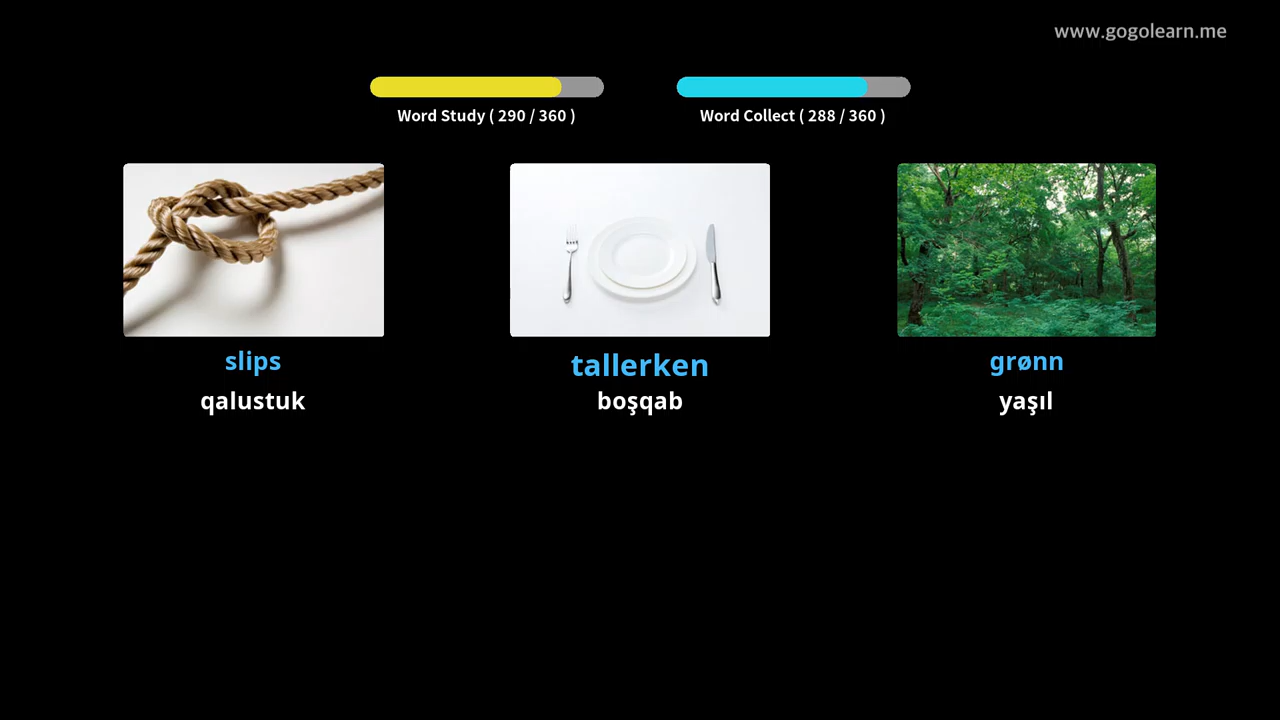 www.gogolearn.me
Word Study ( 290 / 360 )
Word Collect ( 288 / 360 )
slips
qalustuk
tallerken
boşqab
grønn
yaşıl